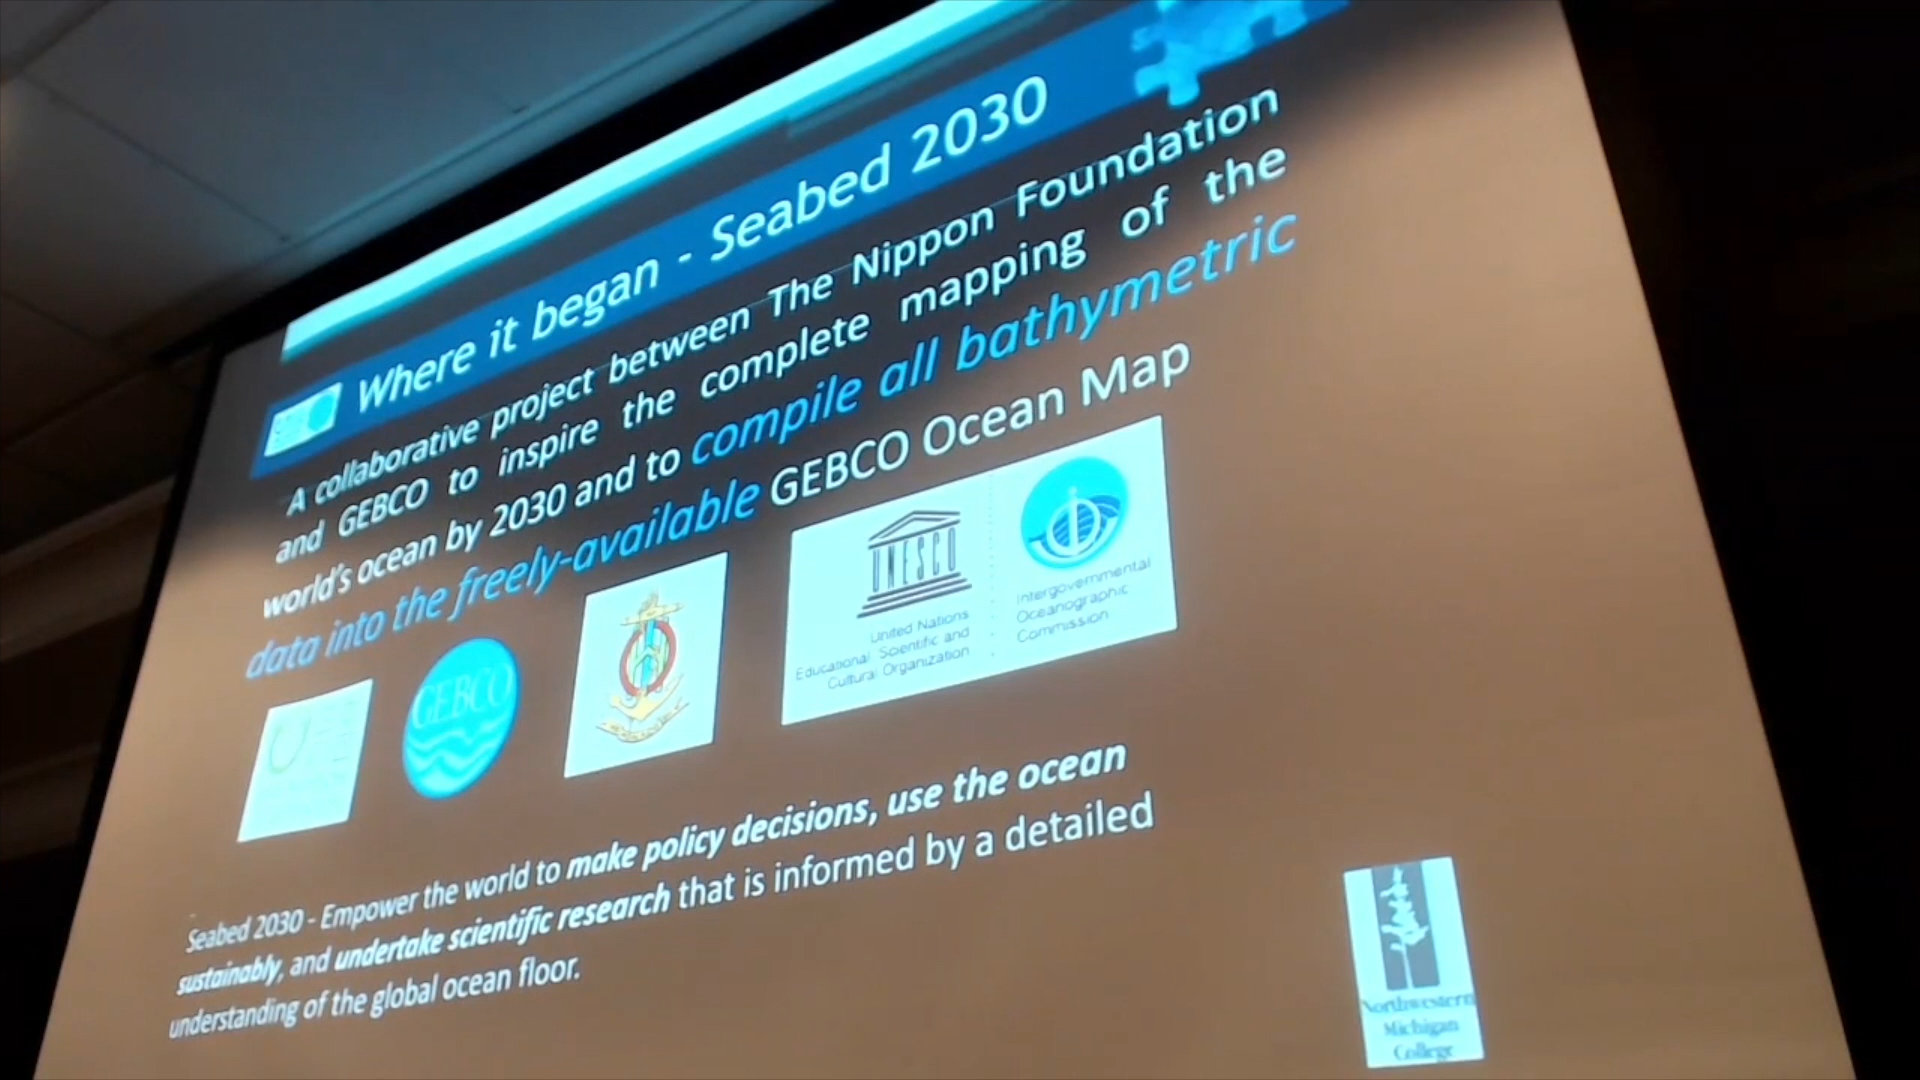 Where it began - Seabed 2030
A collaborative project between The Nippon Foundation
and GEBCO to inspire the complete mapping of the
world's ocean by 2030 and to compile all bathymetric
data into the freely-available GEBCO Ocean Map
GEBCO
UNESCO
United Nations
Educational, Scientific and
Cultural Organization
Intergovernmental
Oceanographic
Commission
Seabed 2030 - Empower the world to make policy decisions, use the ocean
sustainably, and undertake scientific research that is informed by a detailed
understanding of the global ocean floor.
Northwestern
Michigan
College